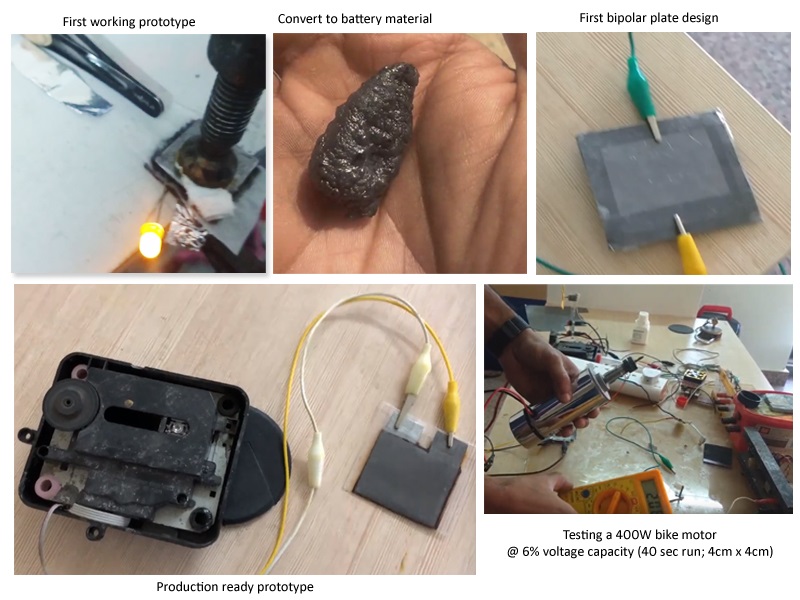 First working prototype
Convert to battery material
First bipolar plate design
Production ready prototype
Testing a 400W bike motor
@ 6% voltage capacity (40 sec run; 4cm x 4cm)